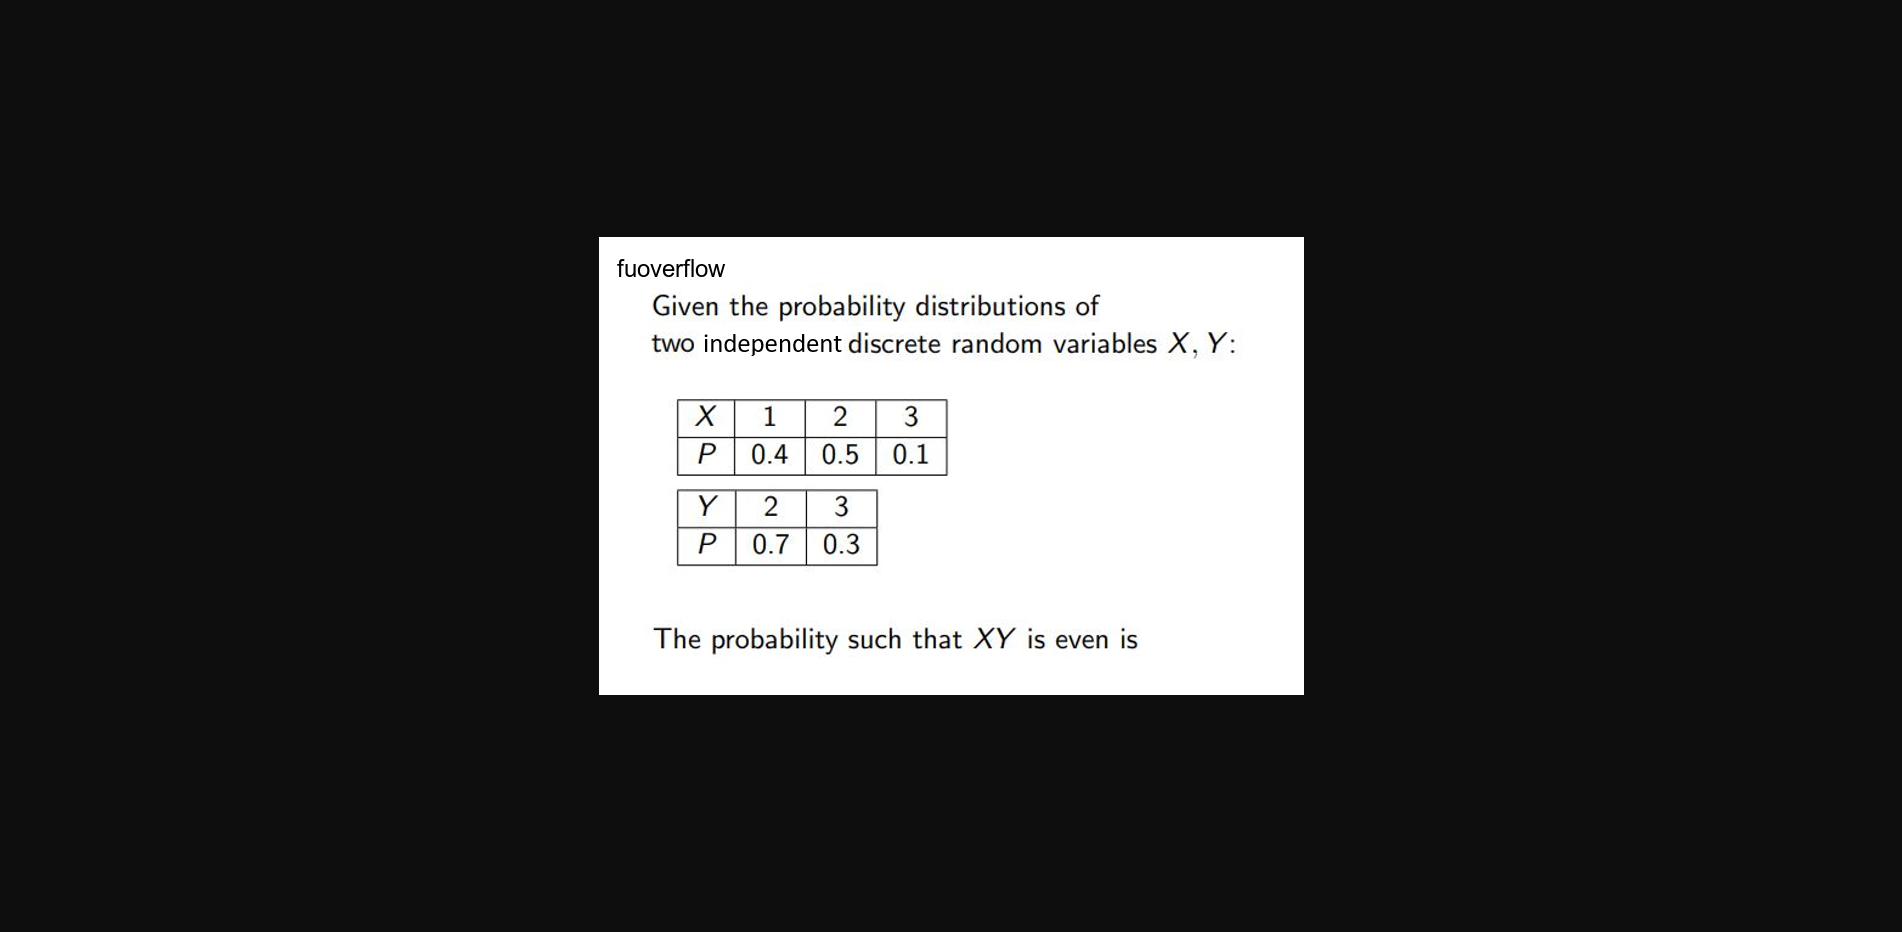 fuoverflow
Given the probability distributions of
two independent discrete random variables X, Y:
X 1 2 3
P 0.4 0.5 0.1
Y 2 3
P 0.7 0.3
The probability such that XY is even is